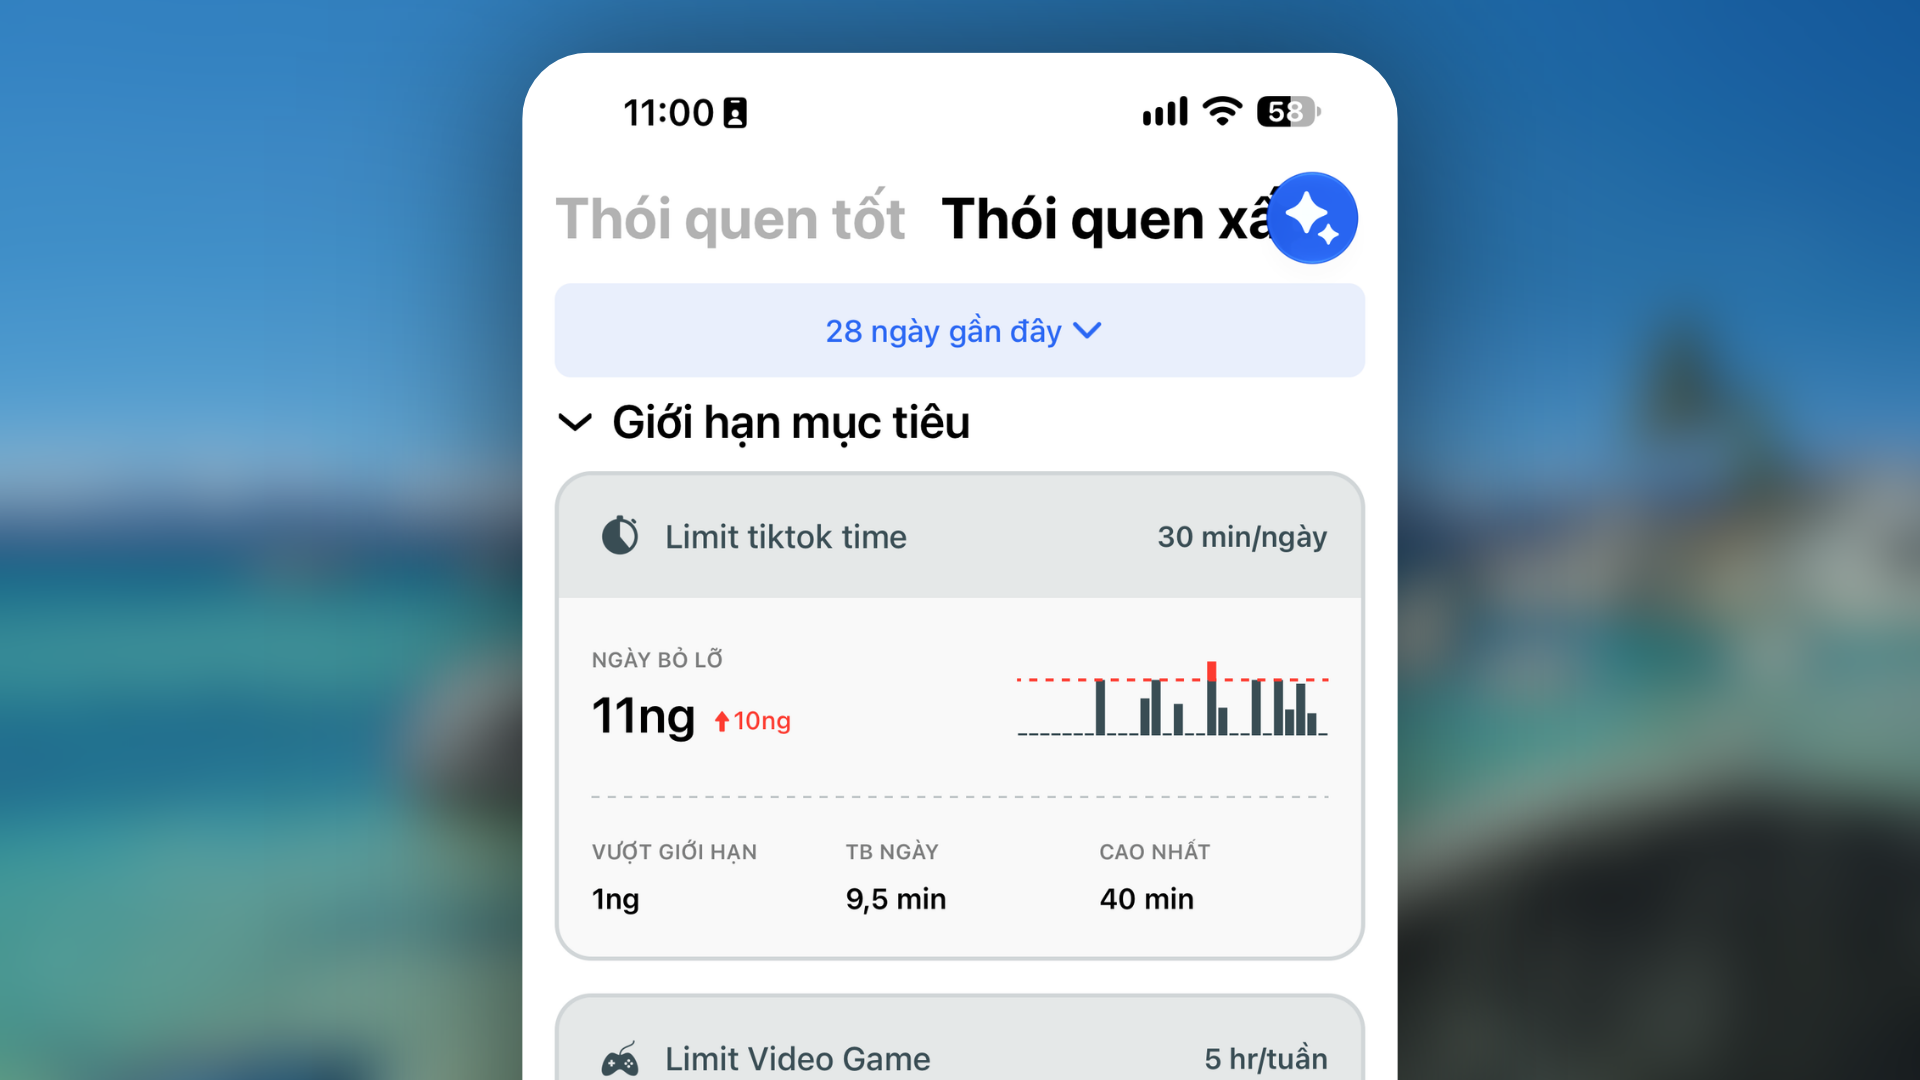 11:00
58
Thói quen tốt Thói quen
28 ngày gần đây
Giới hạn mục tiêu
Limit tiktok time 30 min/ngày
NGÀY BỎ LỠ
11ng 10ng
VƯỢT GIỚI HẠN TB NGÀY CAO NHẤT
1ng 9,5 min 40 min
Limit Video Game 5 hr/tuần